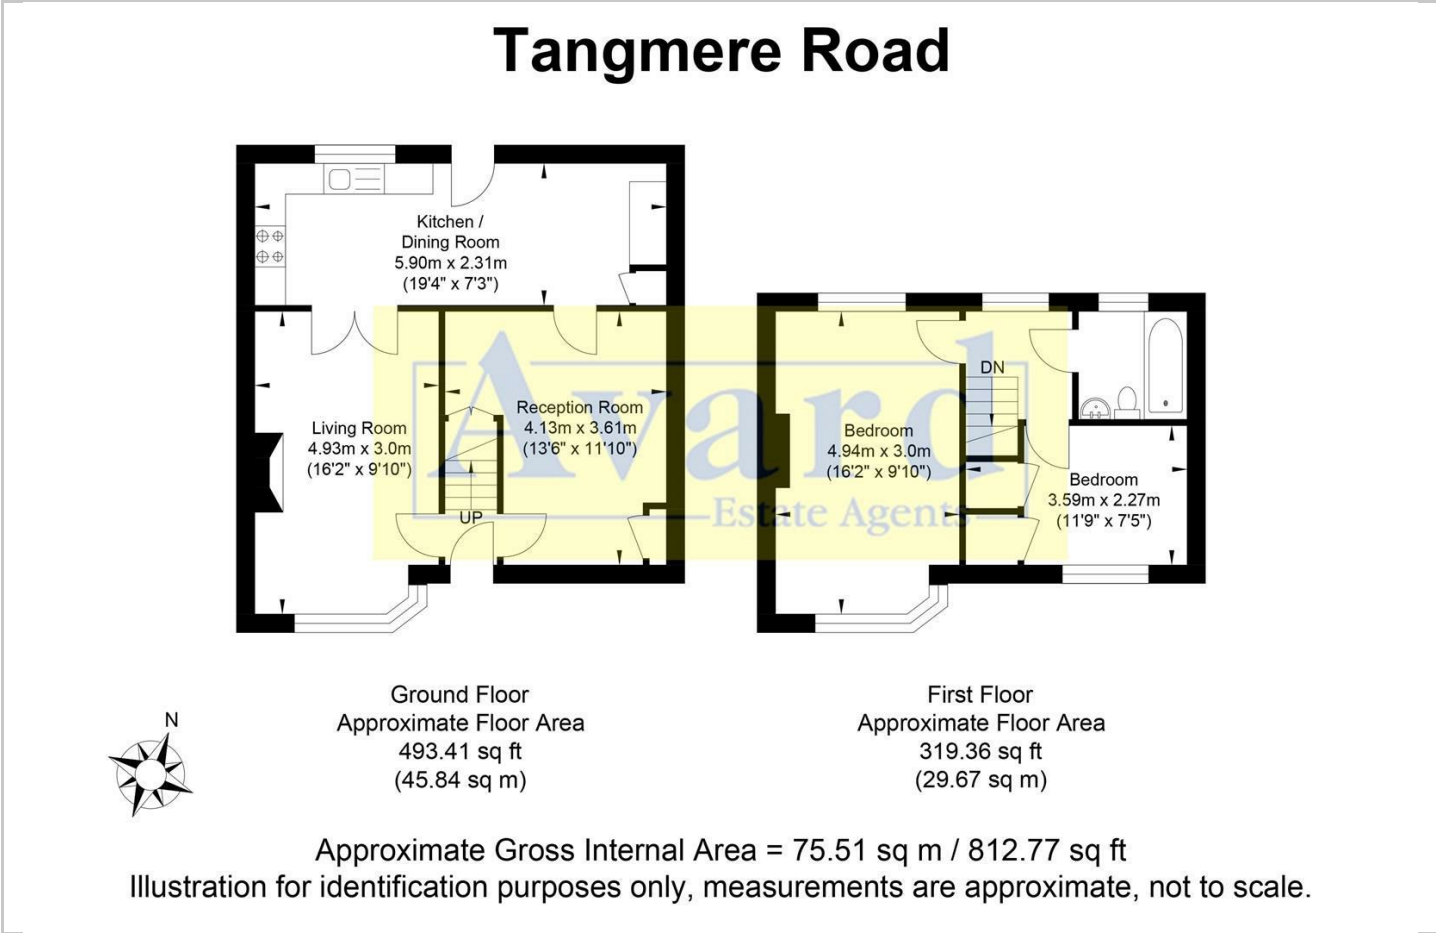 Tangmere Road
Kitchen /
Dining Room
5.90m x 2.31m
(19'4" x 7'3")
Living Room
4.93m x 3.0m
(16'2" x 9'10")
Reception Room
4.13m x 3.61m
(13'6" x 11'10")
UP
DN
Bedroom
4.94m x 3.0m
(16'2" x 9'10")
Bedroom
3.59m x 2.27m
(11'9" x 7'5")
Avard
Estate Agents
Ground Floor
Approximate Floor Area
493.41 sq ft
(45.84 sq m)
First Floor
Approximate Floor Area
319.36 sq ft
(29.67 sq m)
N
Approximate Gross Internal Area = 75.51 sq m / 812.77 sq ft
Illustration for identification purposes only, measurements are approximate, not to scale.